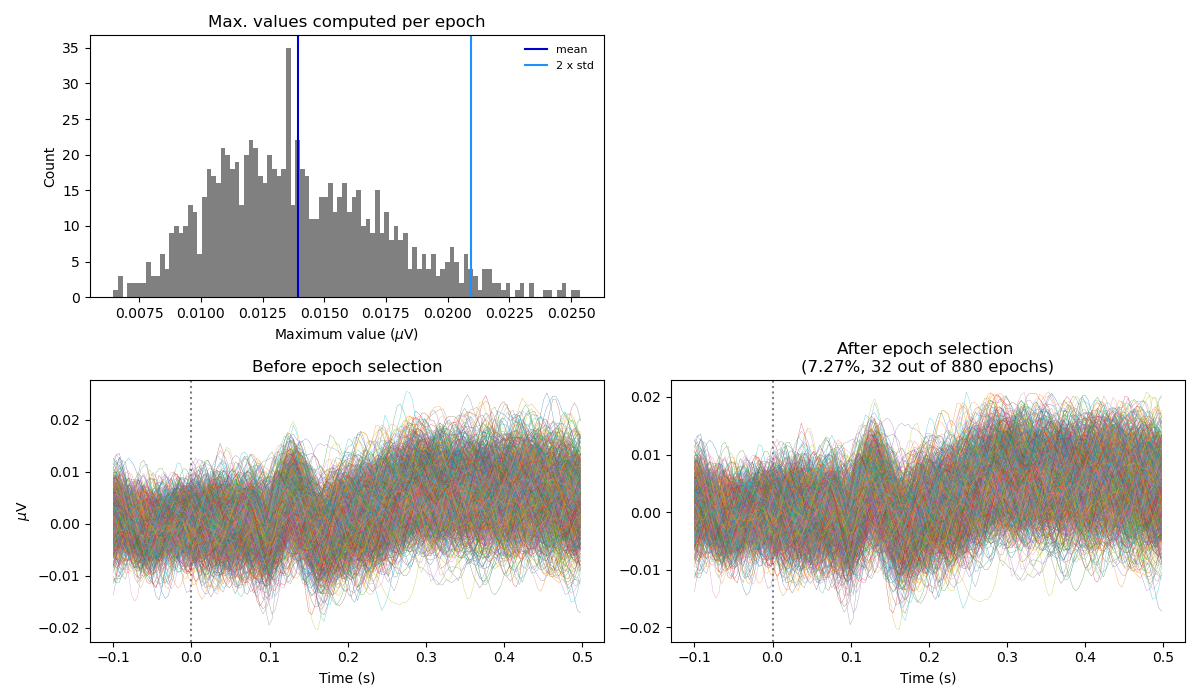 Max. values computed per epoch
mean
2 x std
35
30
25
20
15
10
5
0
Count
0.0075 0.0100 0.0125 0.0150 0.0175 0.0200 0.0225 0.0250
Maximum value (μV)
Before epoch selection
0.02
0.01
0.00
−0.01
−0.02
μV
−0.1 0.0 0.1 0.2 0.3 0.4 0.5
Time (s)
After epoch selection
(7.27%, 32 out of 880 epochs)
0.02
0.01
0.00
−0.01
−0.02
−0.1 0.0 0.1 0.2 0.3 0.4 0.5
Time (s)